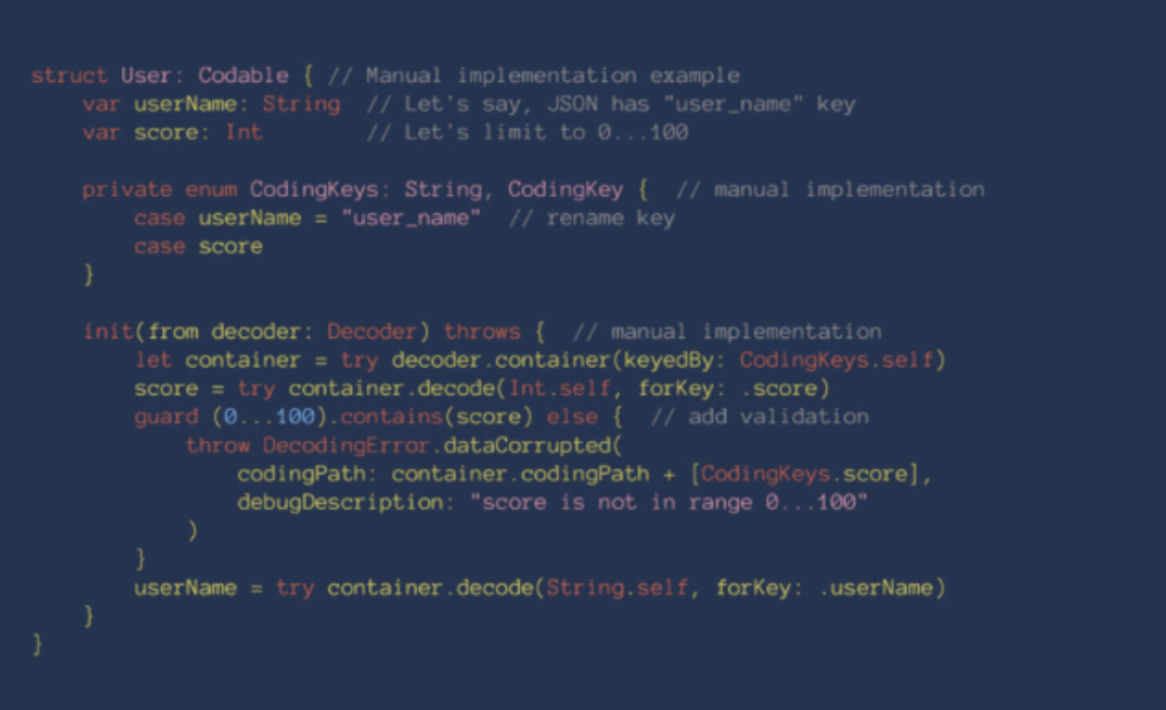 struct User: Codable { // Manual implementation example
    var userName: String  // Let's say, JSON has "user_name" key
    var score: Int        // Let's limit to 0...100

    private enum CodingKeys: String, CodingKey {  // manual implementation
        case userName = "user_name"  // rename key
        case score
    }

    init(from decoder: Decoder) throws {  // manual implementation
        let container = try decoder.container(keyedBy: CodingKeys.self)
        score = try container.decode(Int.self, forKey: .score)
        guard (0...100).contains(score) else {  // add validation
            throw DecodingError.dataCorrupted(
                codingPath: container.codingPath + [CodingKeys.score],
                debugDescription: "score is not in range 0...100"
            )
        }
        userName = try container.decode(String.self, forKey: .userName)
    }
}